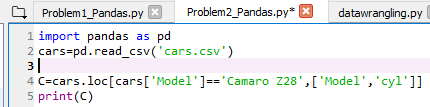 Problem1_Pandas.py Problem2_Pandas.py* datawrangling.py
1 import pandas as pd
2 cars=pd.read_csv('cars.csv')
3
4 C=cars.loc[cars['Model']=='Camaro Z28',['Model','cyl']]
5 print(C)